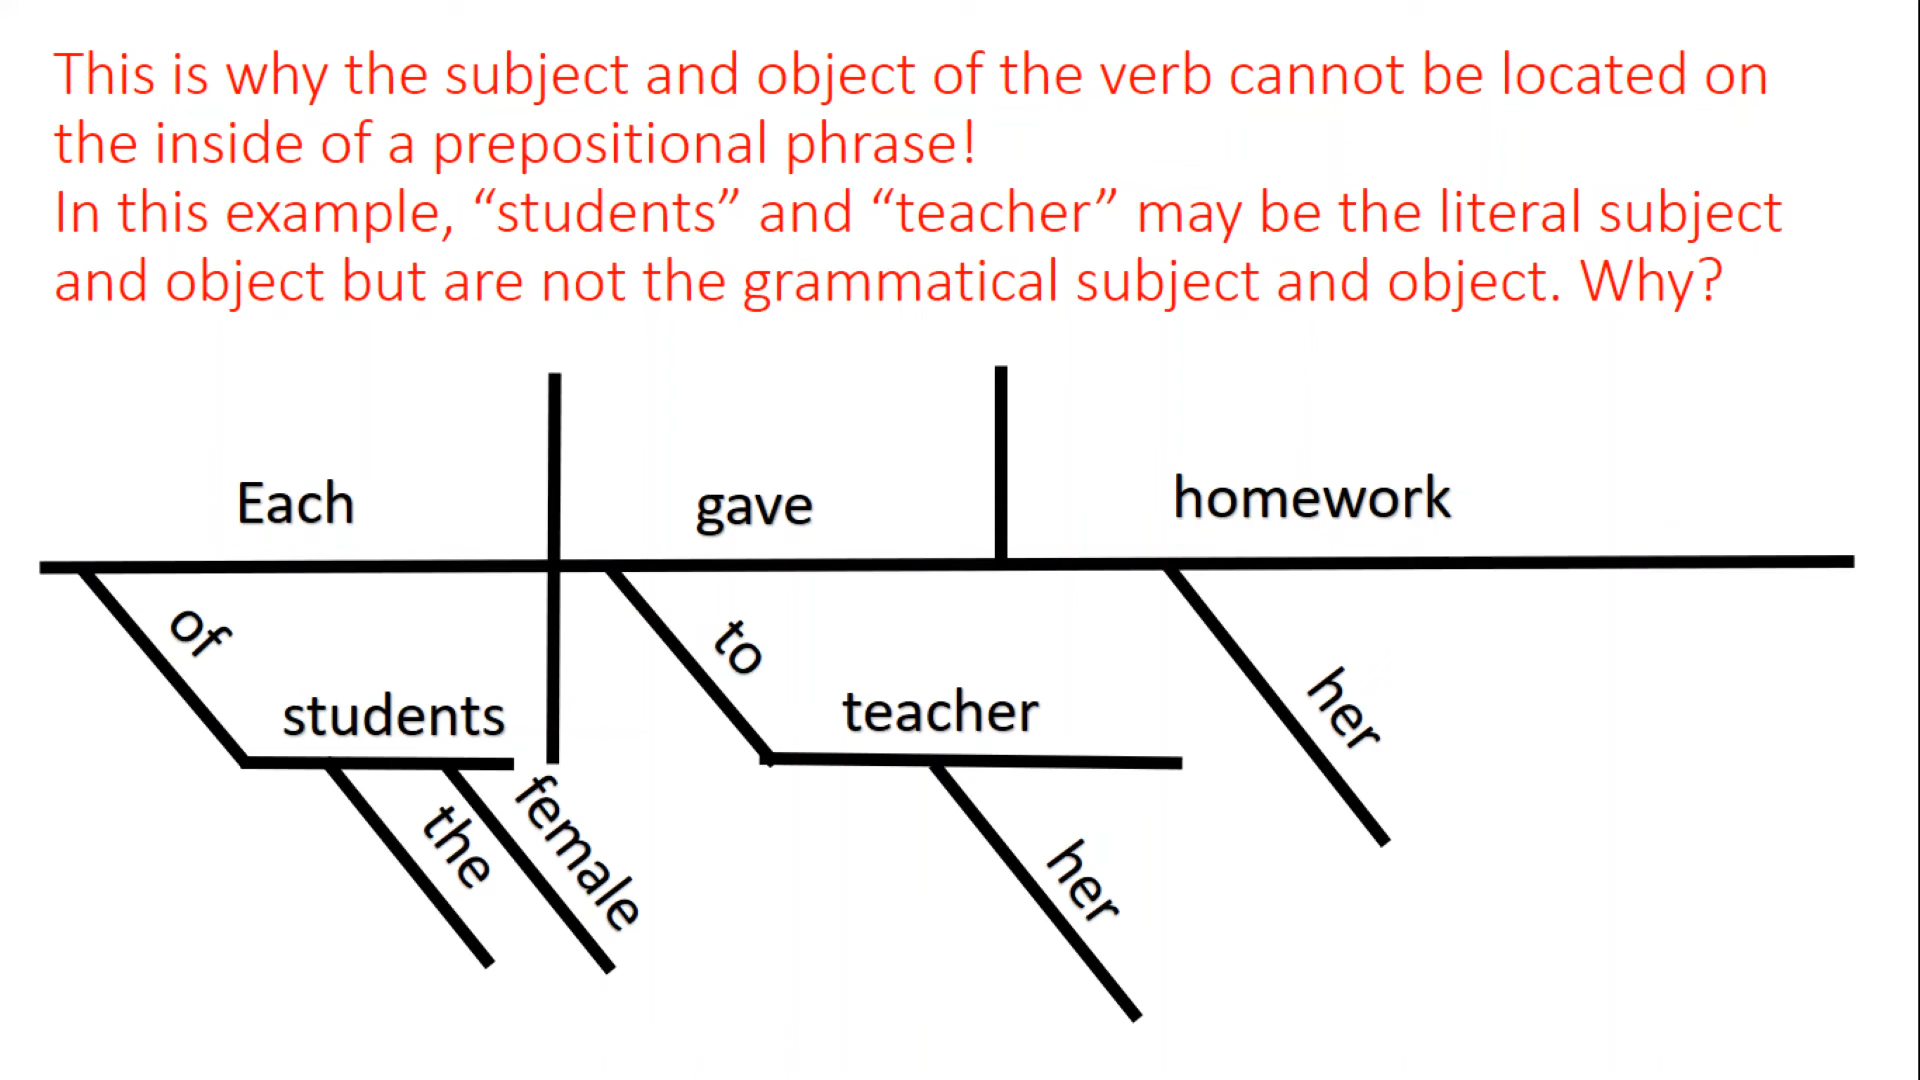 This is why the subject and object of the verb cannot be located on
the inside of a prepositional phrase!
In this example, “students” and “teacher” may be the literal subject
and object but are not the grammatical subject and object. Why?
Each gave homework
of to her
students teacher
the female her